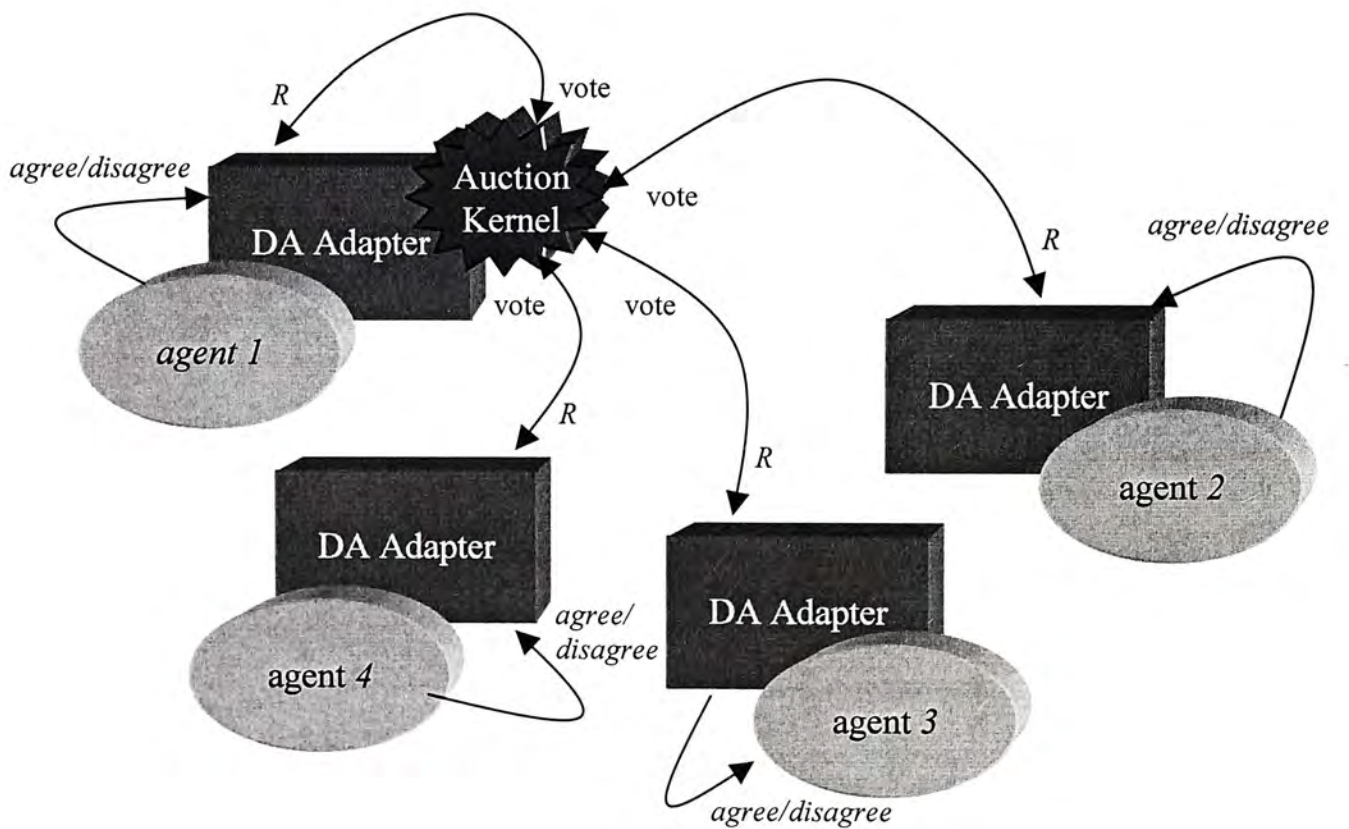 R
vote
agree/disagree
Auction
Kernel
DA Adapter
vote
R
agree/disagree
vote
vote
agent 1
R
DA Adapter
R
agent 2
DA Adapter
DA Adapter
agree/
disagree
agent 4
agent 3
agree/disagree